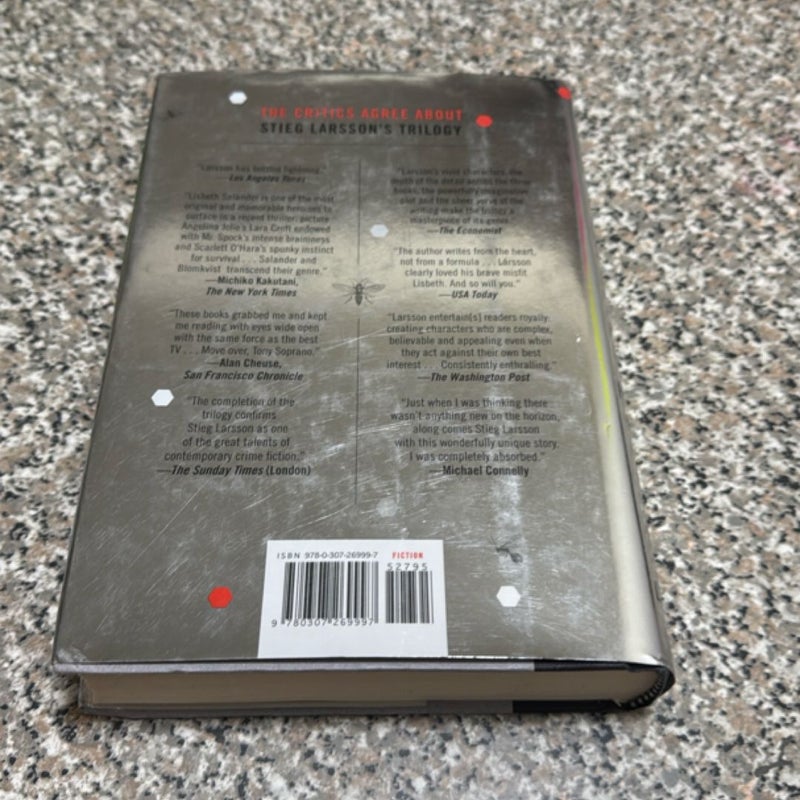 THE CRITICS AGREE ABOUT
STIEG LARSSON'S TRILOGY
"Larsson has bottled lightning."
—Los Angeles Times
"Lisbeth Salander is one of the most
original and memorable heroines to
surface in a recent thriller: picture
Angelina Jolie's Lara Croft endowed
with Mr. Spock's intense braininess
and Scarlett O'Hara's spunky instinct
for survival . . . Salander and
Blomkvist transcend their genre."
—Michiko Kakutani,
The New York Times
"These books grabbed me and kept
me reading with eyes wide open
with the same force as the best
TV . . . Move over, Tony Soprano."
—Alan Cheuse,
San Francisco Chronicle
"The completion of the
trilogy confirms
Stieg Larsson as one
of the great talents of
contemporary crime fiction."
—The Sunday Times (London)
"Larsson's vivid characters, the
depth of the detail across the three
books, the powerfully imaginative
plot and the sheer verve of the
writing make the trilogy a
masterpiece of its genre."
—The Economist
"The author writes from the heart,
not from a formula . . . Larsson
clearly loved his brave misfit
Lisbeth. And so will you."
—USA Today
"Larsson entertain[s] readers royally:
creating characters who are complex,
believable and appealing even when
they act against their own best
interest . . . Consistently enthralling."
—The Washington Post
"Just when I was thinking there
wasn't anything new on the horizon,
along comes Stieg Larsson
with this wonderfully unique story.
I was completely absorbed."
—Michael Connelly
ISBN 978-0-307-26999-7 FICTION
52795
9 780307 269997